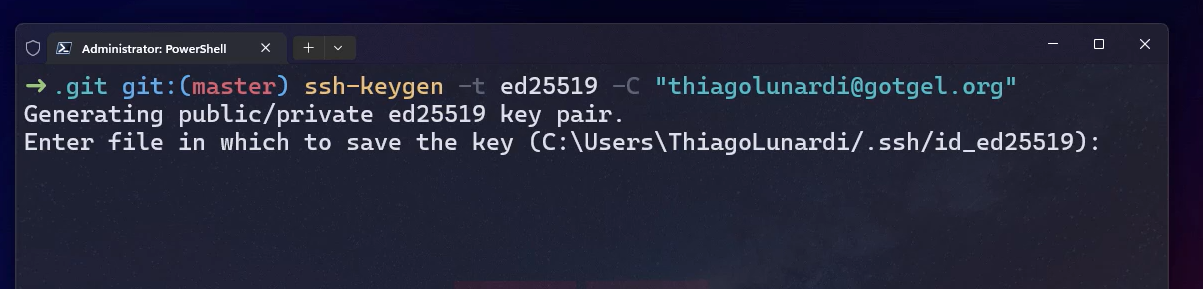 Administrator: PowerShell
→ .git git:(master) ssh-keygen -t ed25519 -C "thiagolunardi@gotgel.org"
Generating public/private ed25519 key pair.
Enter file in which to save the key (C:\Users\ThiagoLunardi/.ssh/id_ed25519):